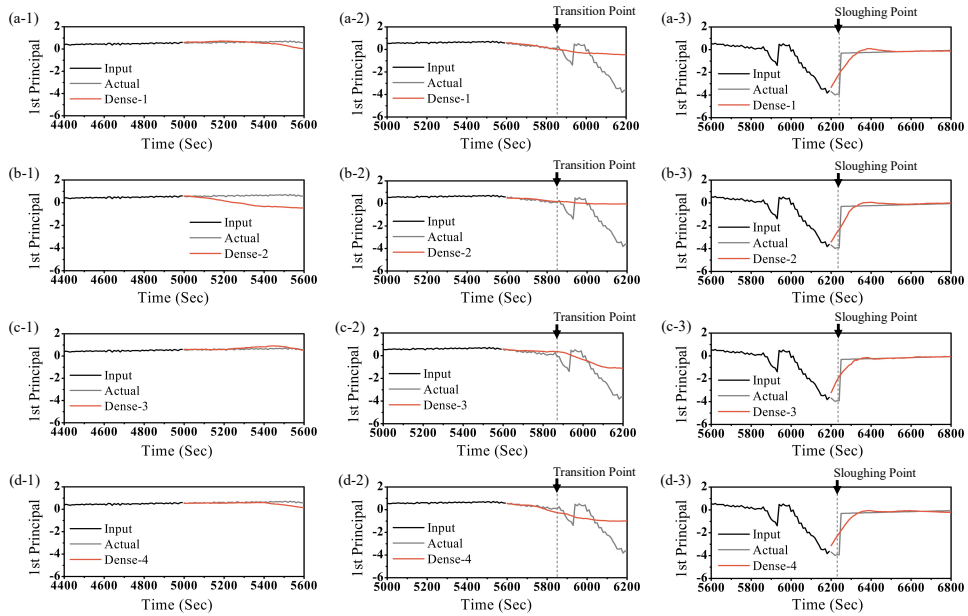 (a-1)
1st Principal
2
0
-2
-4
-6
Input
Actual
Dense-1
4400 4600 4800 5000 5200 5400 5600
Time (Sec)
(a-2)
Transition Point
1st Principal
2
0
-2
-4
-6
Input
Actual
Dense-1
5000 5200 5400 5600 5800 6000 6200
Time (Sec)
(a-3)
Sloughing Point
1st Principal
2
0
-2
-4
-6
Input
Actual
Dense-1
5600 5800 6000 6200 6400 6600 6800
Time (Sec)
(b-1)
1st Principal
2
0
-2
-4
-6
Input
Actual
Dense-2
4400 4600 4800 5000 5200 5400 5600
Time (Sec)
(b-2)
Transition Point
1st Principal
2
0
-2
-4
-6
Input
Actual
Dense-2
5000 5200 5400 5600 5800 6000 6200
Time (Sec)
(b-3)
Sloughing Point
1st Principal
2
0
-2
-4
-6
Input
Actual
Dense-2
5600 5800 6000 6200 6400 6600 6800
Time (Sec)
(c-1)
1st Principal
2
0
-2
-4
-6
Input
Actual
Dense-3
4400 4600 4800 5000 5200 5400 5600
Time (Sec)
(c-2)
Transition Point
1st Principal
2
0
-2
-4
-6
Input
Actual
Dense-3
5000 5200 5400 5600 5800 6000 6200
Time (Sec)
(c-3)
Sloughing Point
1st Principal
2
0
-2
-4
-6
Input
Actual
Dense-3
5600 5800 6000 6200 6400 6600 6800
Time (Sec)
(d-1)
1st Principal
2
0
-2
-4
-6
Input
Actual
Dense-4
4400 4600 4800 5000 5200 5400 5600
Time (Sec)
(d-2)
Transition Point
1st Principal
2
0
-2
-4
-6
Input
Actual
Dense-4
5000 5200 5400 5600 5800 6000 6200
Time (Sec)
(d-3)
Sloughing Point
1st Principal
2
0
-2
-4
-6
Input
Actual
Dense-4
5600 5800 6000 6200 6400 6600 6800
Time (Sec)